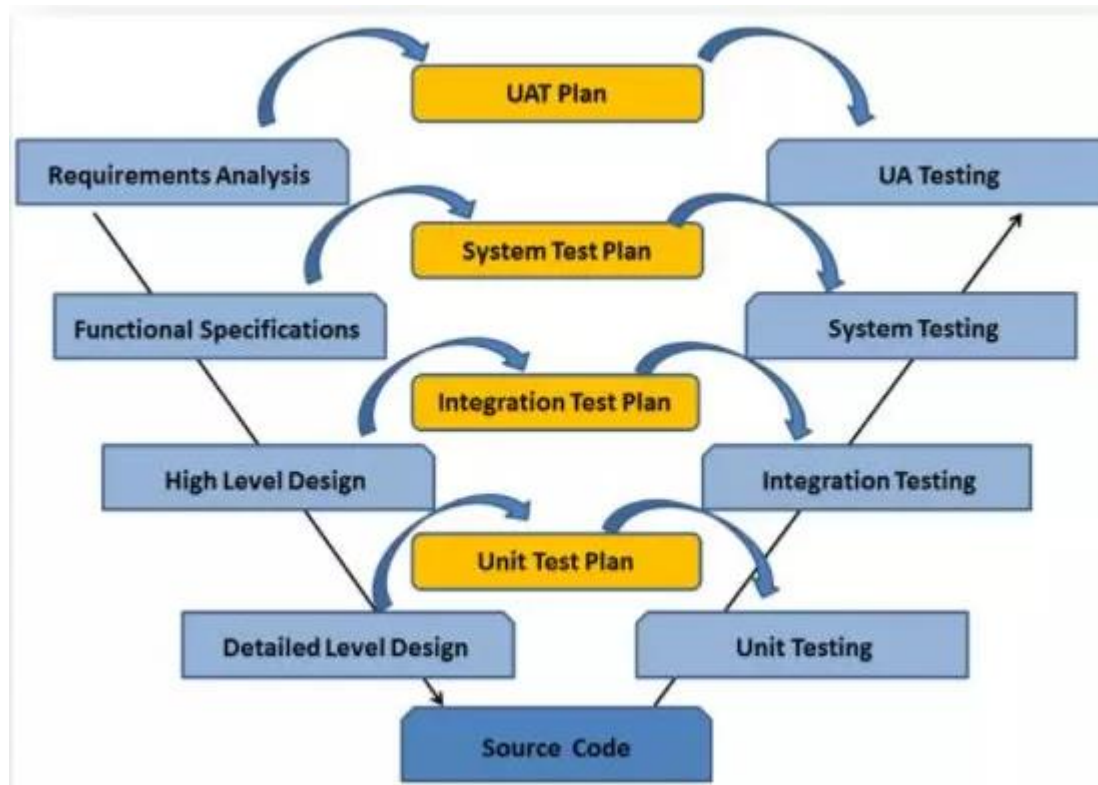 UAT Plan
Requirements Analysis
UA Testing
System Test Plan
Functional Specifications
System Testing
Integration Test Plan
High Level Design
Integration Testing
Unit Test Plan
Detailed Level Design
Unit Testing
Source Code